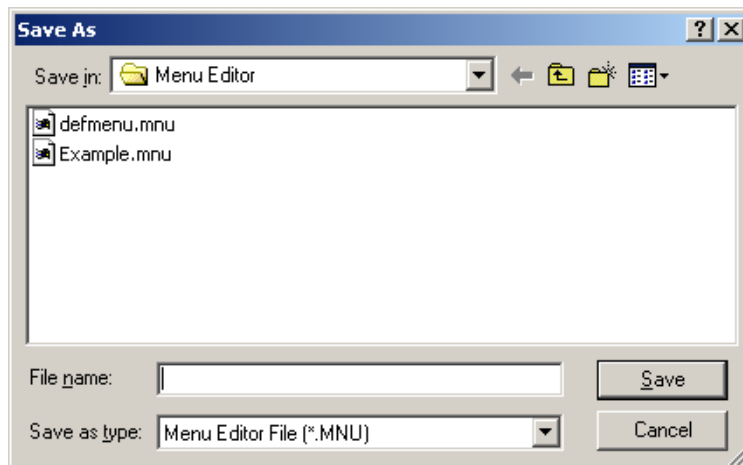 Save As
Save in: Menu Editor
defmenu.mnu
Example.mnu
File name: Save
Save as type: Menu Editor File (*.MNU) Cancel